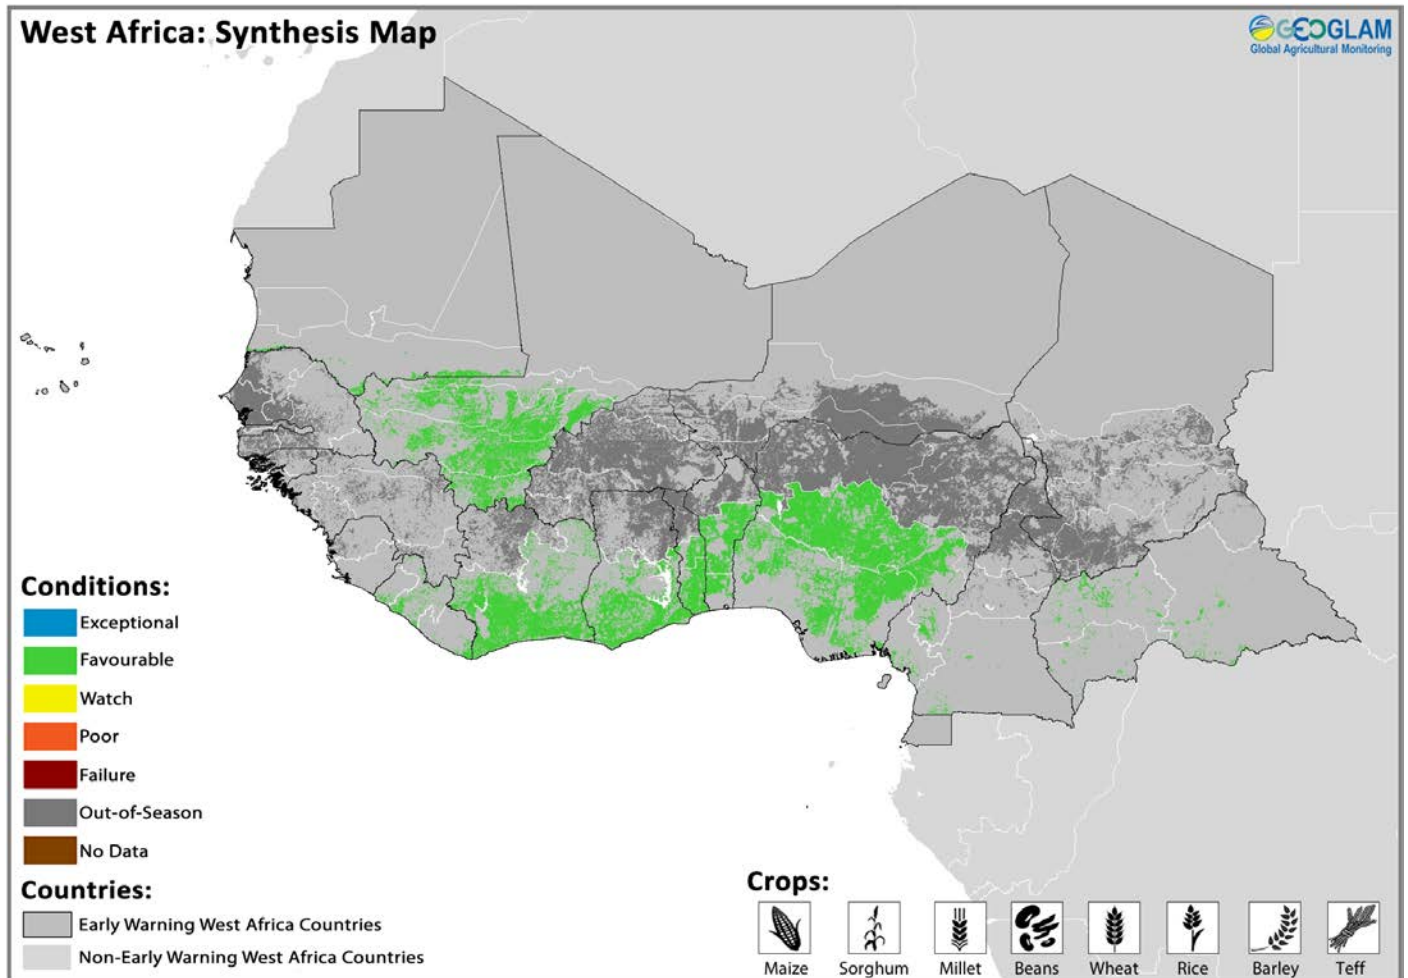 West Africa: Synthesis Map
GEOGLAM
Global Agricultural Monitoring
Conditions:
Exceptional
Favourable
Watch
Poor
Failure
Out-of-Season
No Data
Countries:
Early Warning West Africa Countries
Non-Early Warning West Africa Countries
Crops:
Maize Sorghum Millet Beans Wheat Rice Barley Teff